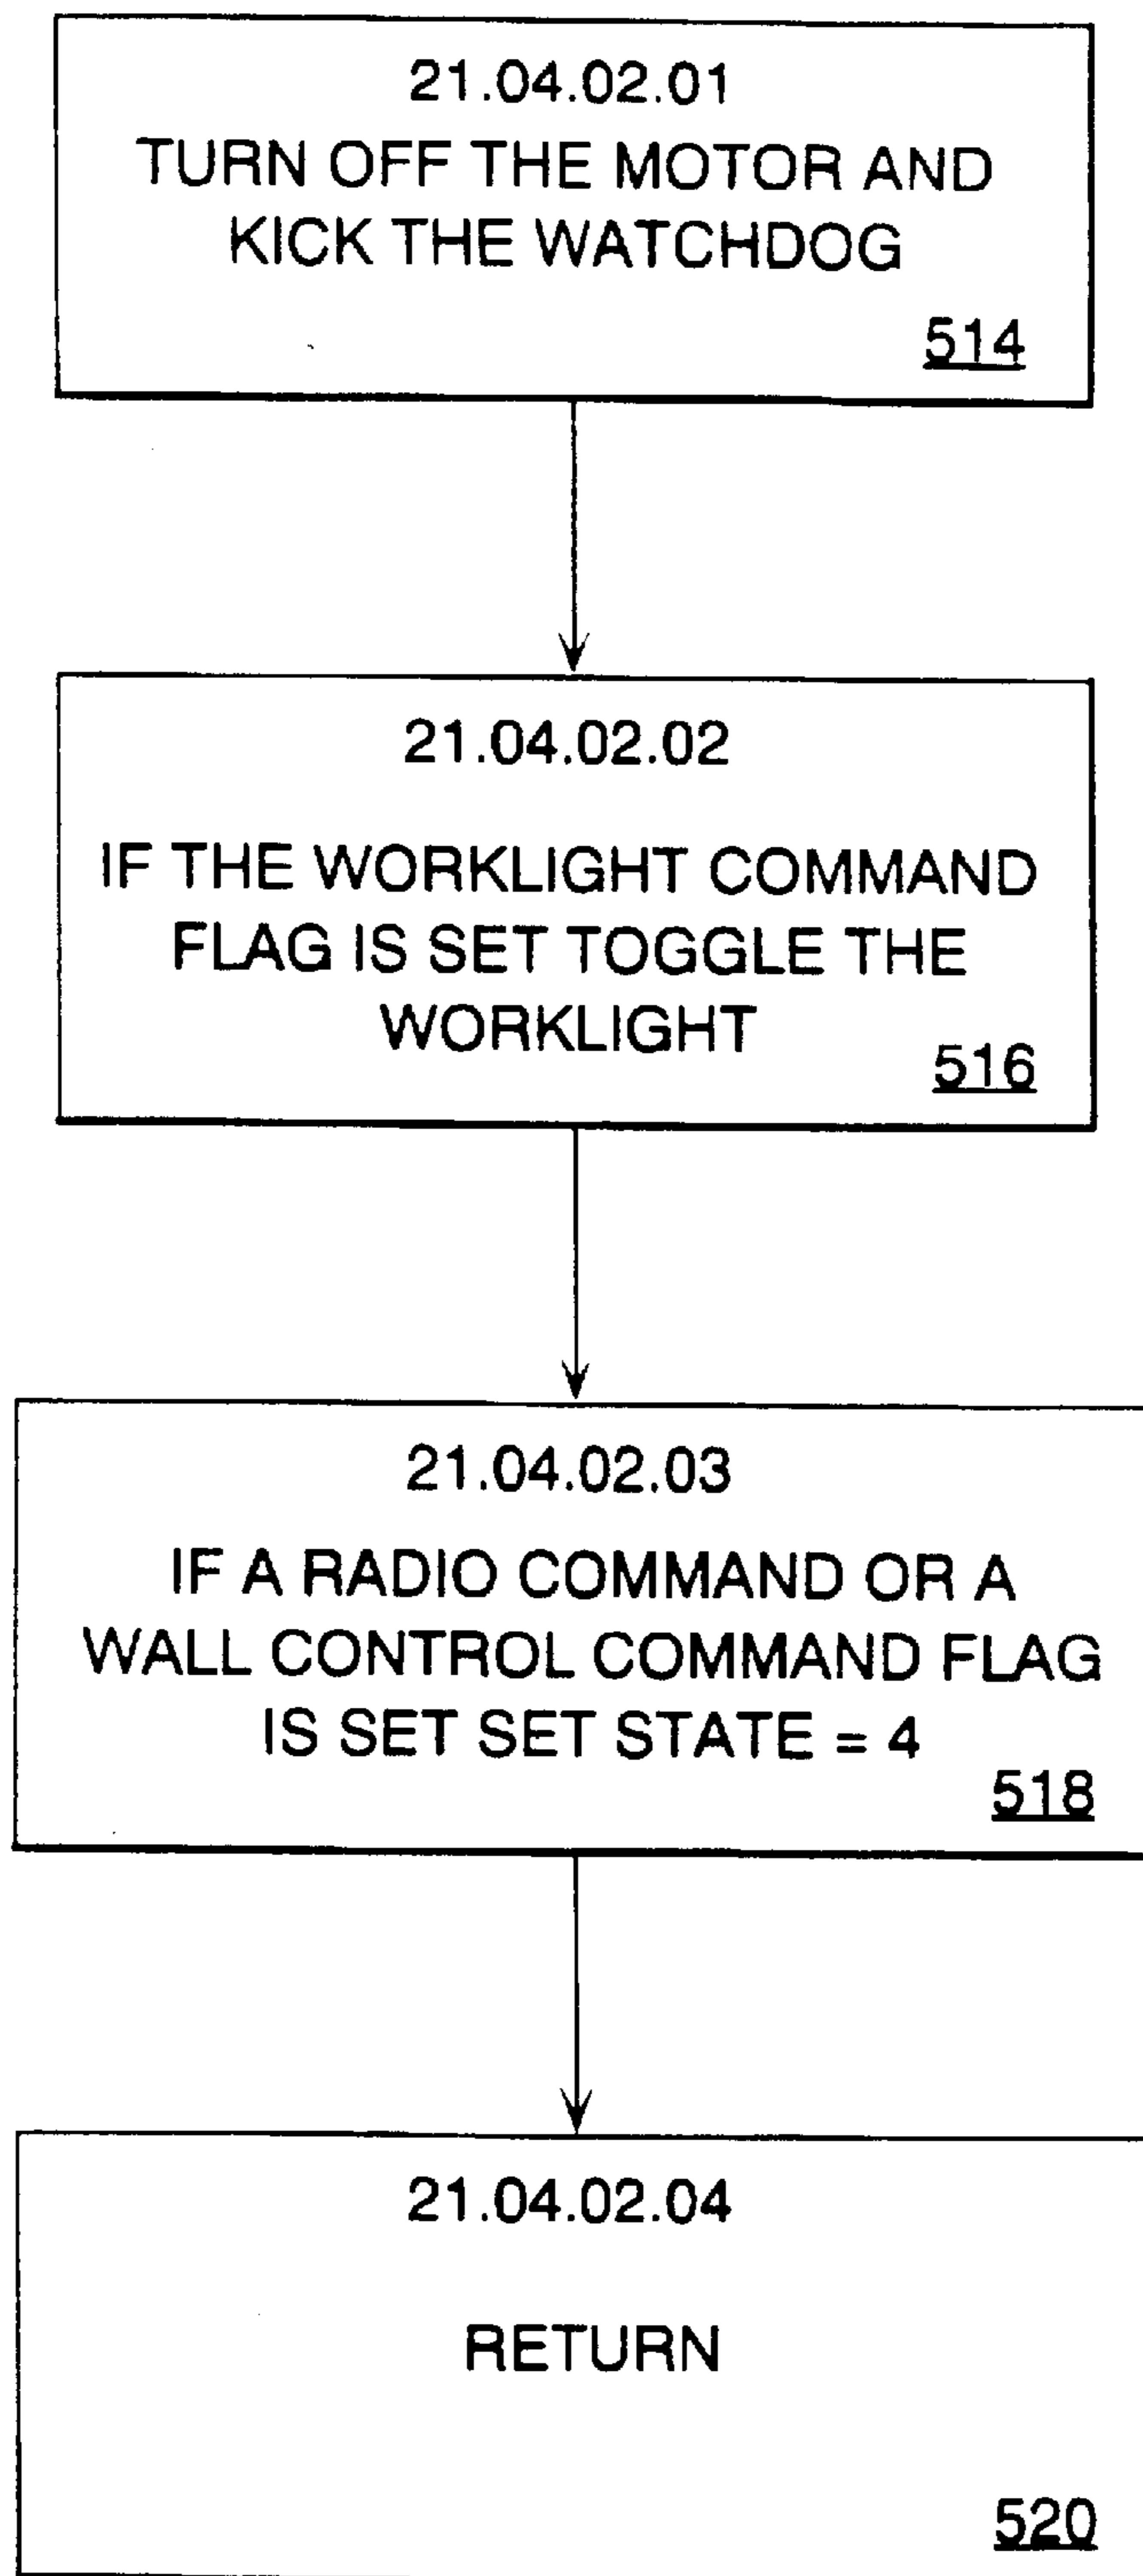 21.04.02.01
TURN OFF THE MOTOR AND
KICK THE WATCHDOG
514
21.04.02.02
IF THE WORKLIGHT COMMAND
FLAG IS SET TOGGLE THE
WORKLIGHT
516
21.04.02.03
IF A RADIO COMMAND OR A
WALL CONTROL COMMAND FLAG
IS SET SET STATE = 4
518
21.04.02.04
RETURN
520